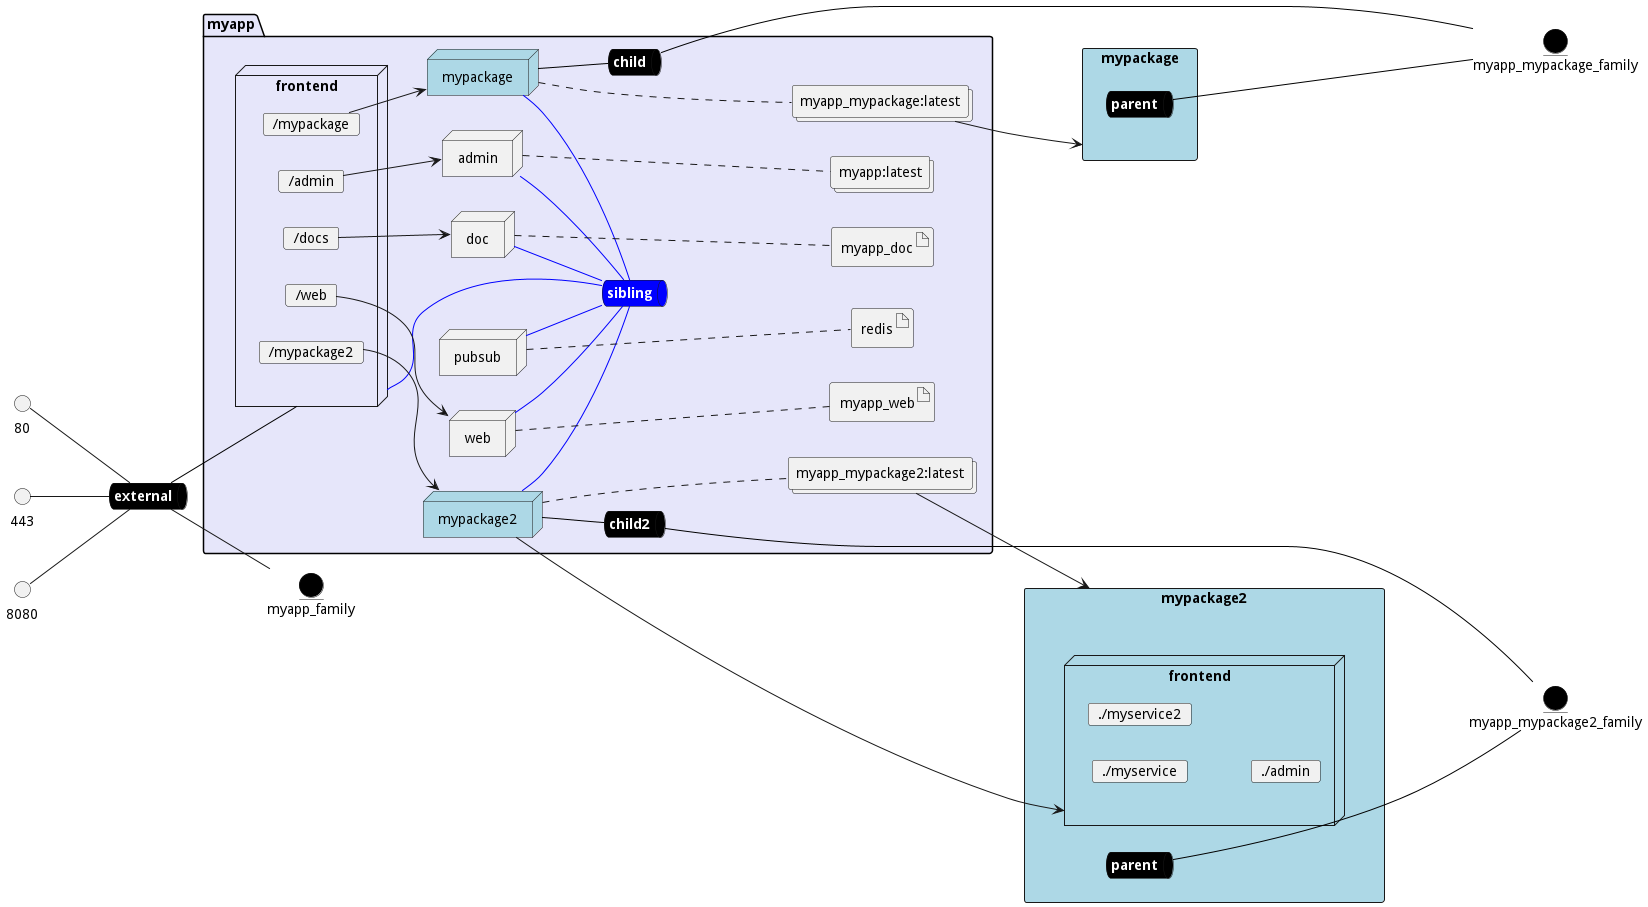 myapp
frontend
/mypackage
/admin
/docs
/web
/mypackage2
mypackage
admin
doc
pubsub
web
mypackage2
child
sibling
child2
myapp_mypackage:latest
myapp:latest
myapp_doc
redis
myapp_web
myapp_mypackage2:latest
80
443
8080
external
myapp_family
mypackage
parent
myapp_mypackage_family
mypackage2
frontend
./myservice2
./myservice
./admin
parent
myapp_mypackage2_family